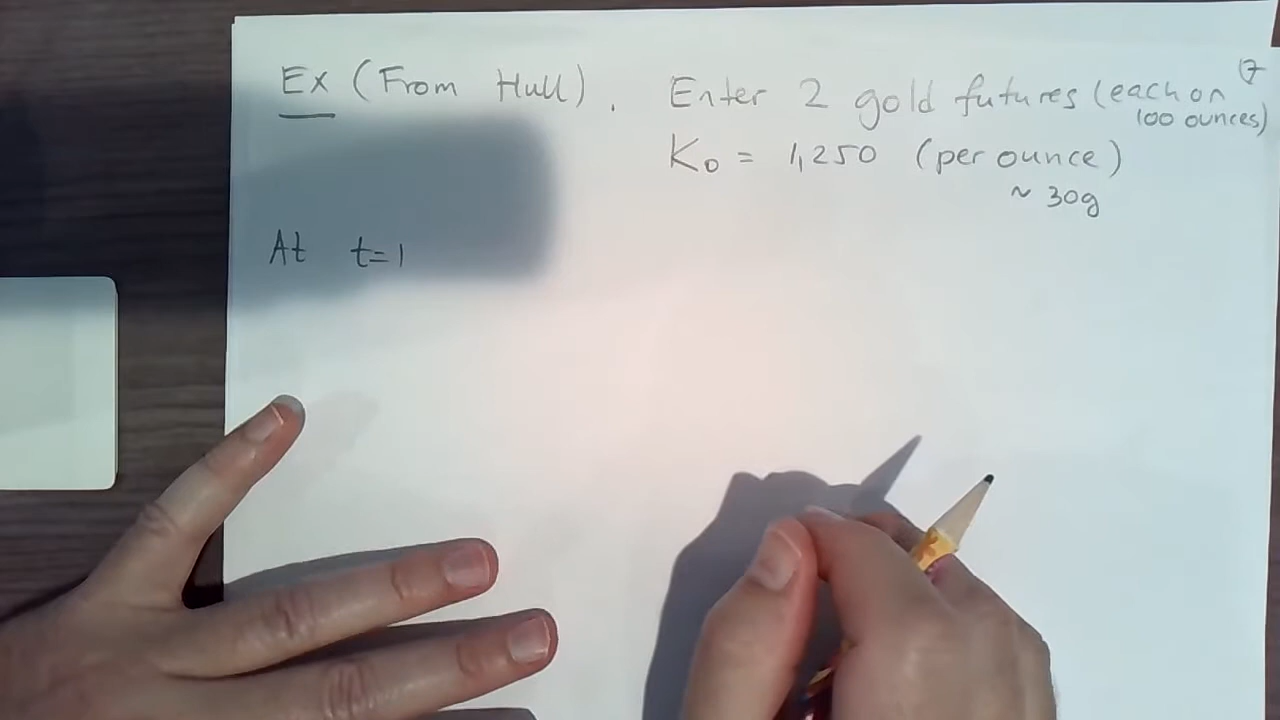 Ex (From Hull). Enter 2 gold futures (each on 100 ounces)
K0 = 1,250 (per ounce)
~ 30g
At t=1